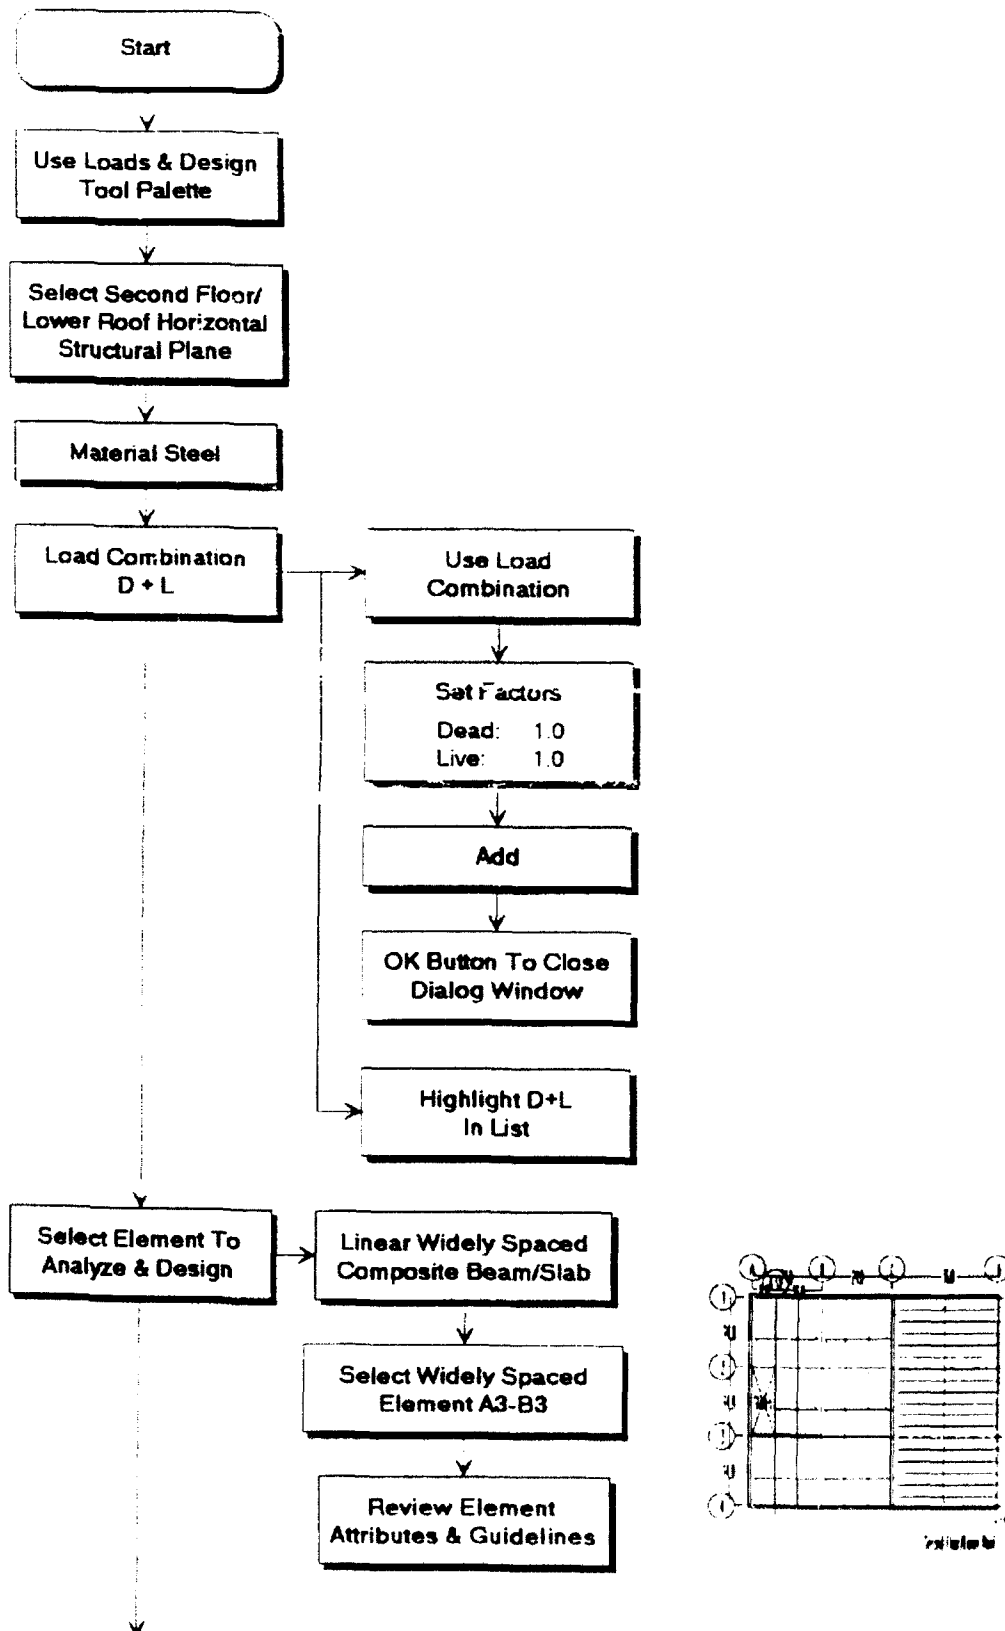 Start
Use Loads & Design
Tool Palette
Select Second Floor/
Lower Roof Horizontal
Structural Plane
Material Steel
Load Combination
D + L
Use Load
Combination
Set Factors
Dead: 1.0
Live: 1.0
Add
OK Button To Close
Dialog Window
Highlight D+L
In List
Select Element To
Analyze & Design
Linear Widely Spaced
Composite Beam/Slab
Select Widely Spaced
Element A3-B3
Review Element
Attributes & Guidelines